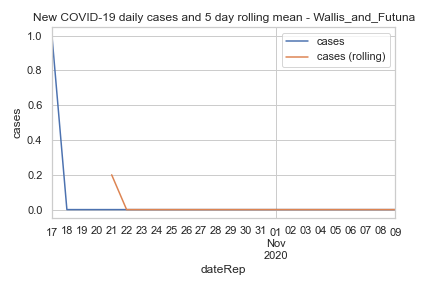 New COVID-19 daily cases and 5 day rolling mean - Wallis_and_Futuna
cases
cases (rolling)
1.0
0.8
0.6
0.4
0.2
0.0
cases
17 18 19 20 21 22 23 24 25 26 27 28 29 30 31 01 02 03 04 05 06 07 08 09
Nov
2020
dateRep